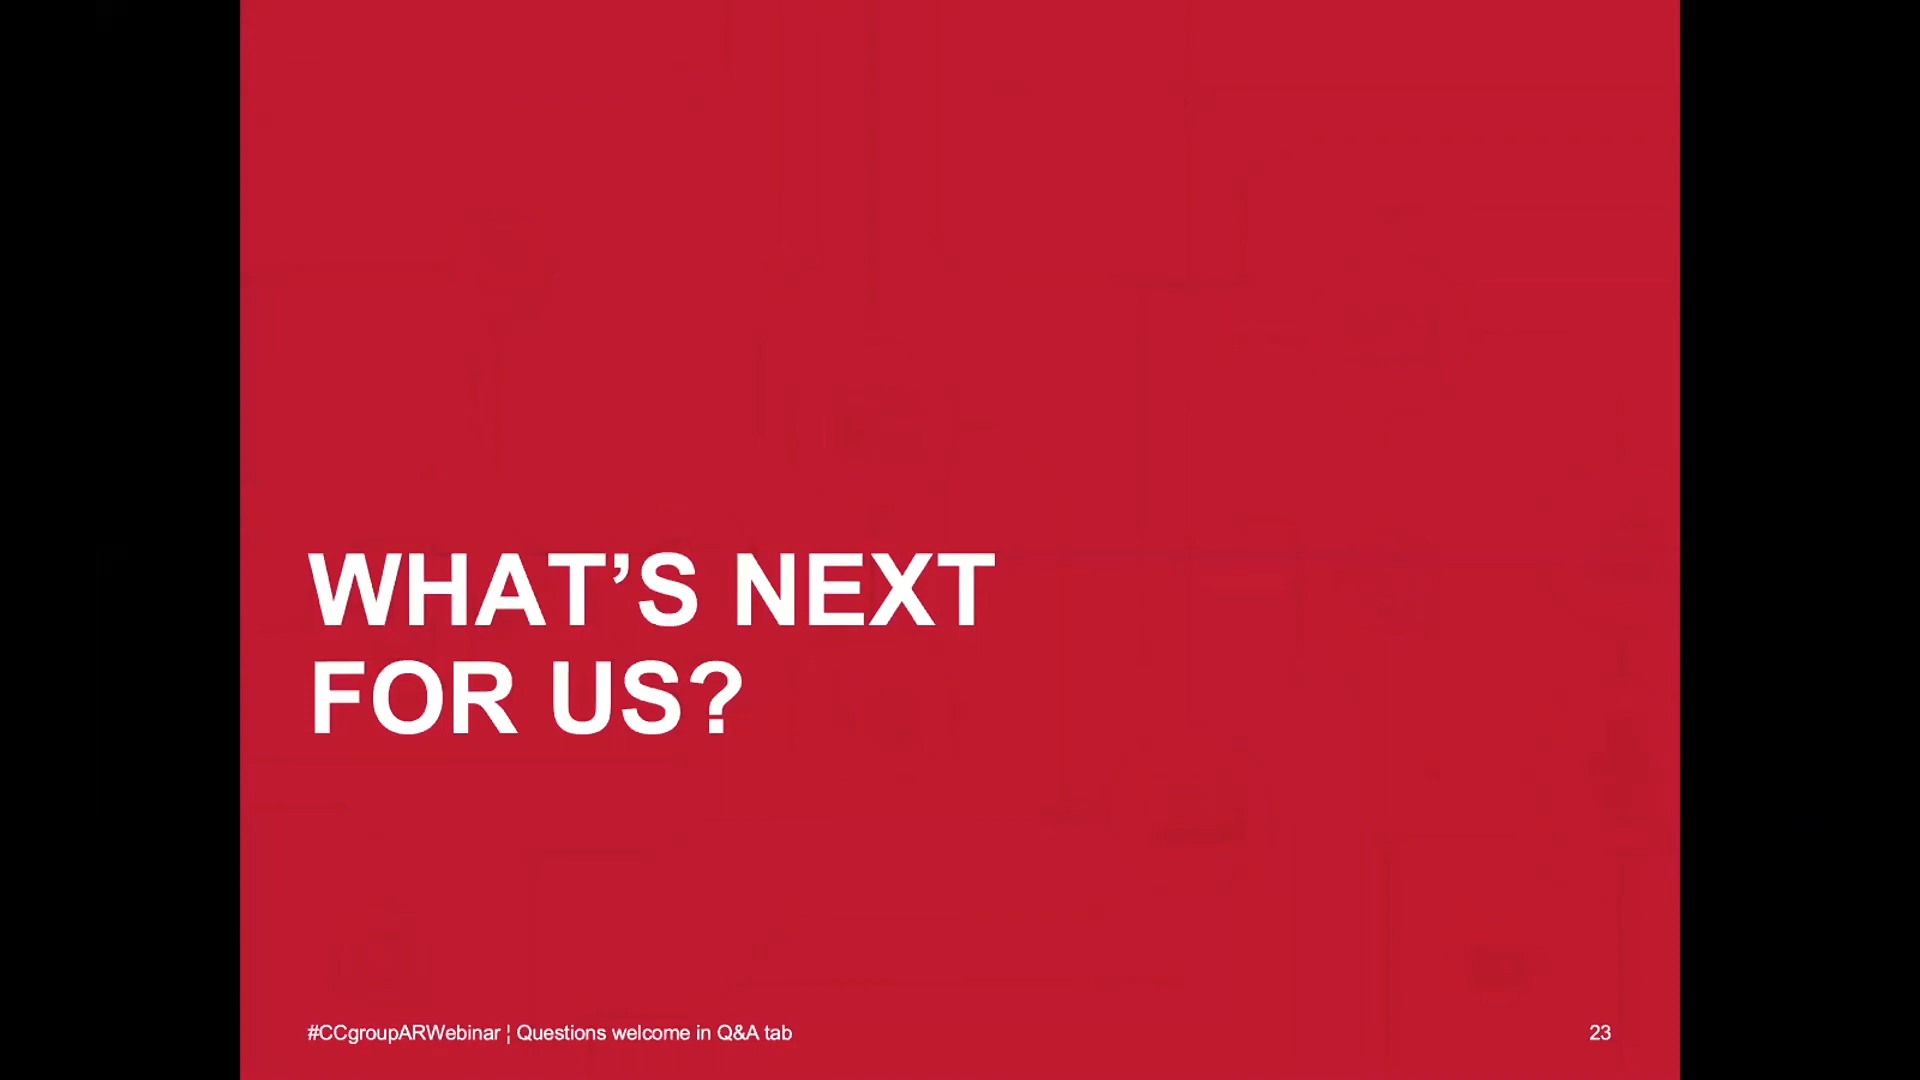 WHAT’S NEXT
FOR US?
#CCgroupARWebinar ¦ Questions welcome in Q&A tab
23